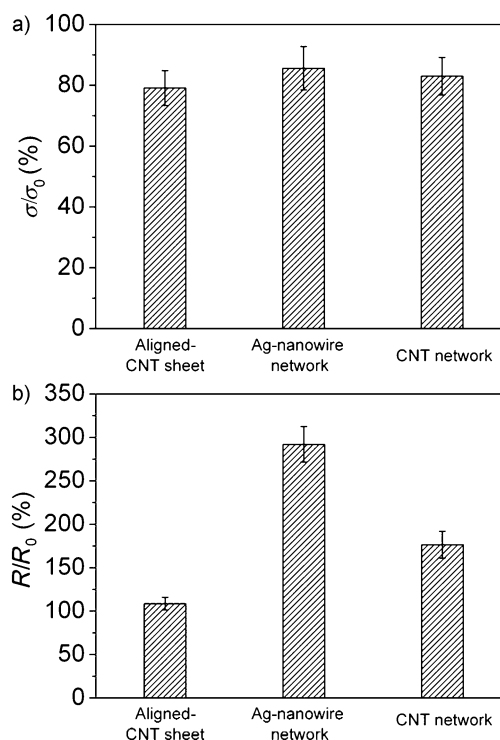 a)
100
80
60
40
20
0
σ/σ0 (%)
Aligned-
CNT sheet
Ag-nanowire
network
CNT network
b)
350
300
250
200
150
100
50
0
R/R0 (%)
Aligned-
CNT sheet
Ag-nanowire
network
CNT network